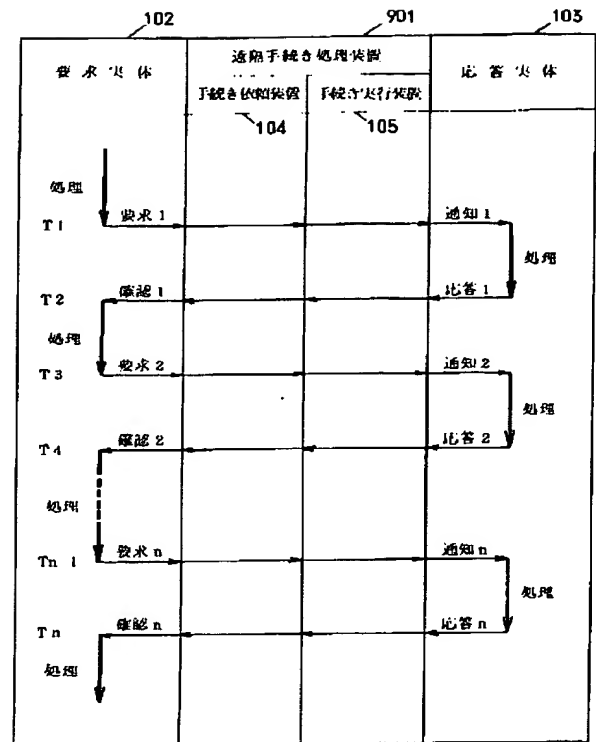 102 901 103
要求実体 遠隔手続き処理装置 応答実体
手続き依頼装置 手続き実行装置
104 105
処理
T1 要求1 通知1
処理
T2 確認1 応答1
処理
T3 要求2 通知2
処理
T4 確認2 応答2
処理
Tn 1 要求n 通知n
処理
Tn 確認n 応答n
処理